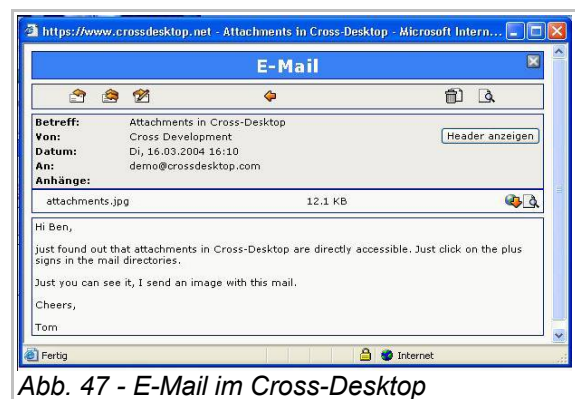 https://www.crossdesktop.net - Attachments in Cross-Desktop - Microsoft Intern...
E-Mail
Betreff: Attachments in Cross-Desktop
Von: Cross Development
Header anzeigen
Datum: Di, 16.03.2004 16:10
An: demo@crossdesktop.com
Anhänge:
attachments.jpg 12.1 KB
Hi Ben,
just found out that attachments in Cross-Desktop are directly accessible. Just click on the plus
signs in the mail directories.
Just you can see it, I send an image with this mail.
Cheers,
Tom
Fertig Internet
Abb. 47 - E-Mail im Cross-Desktop